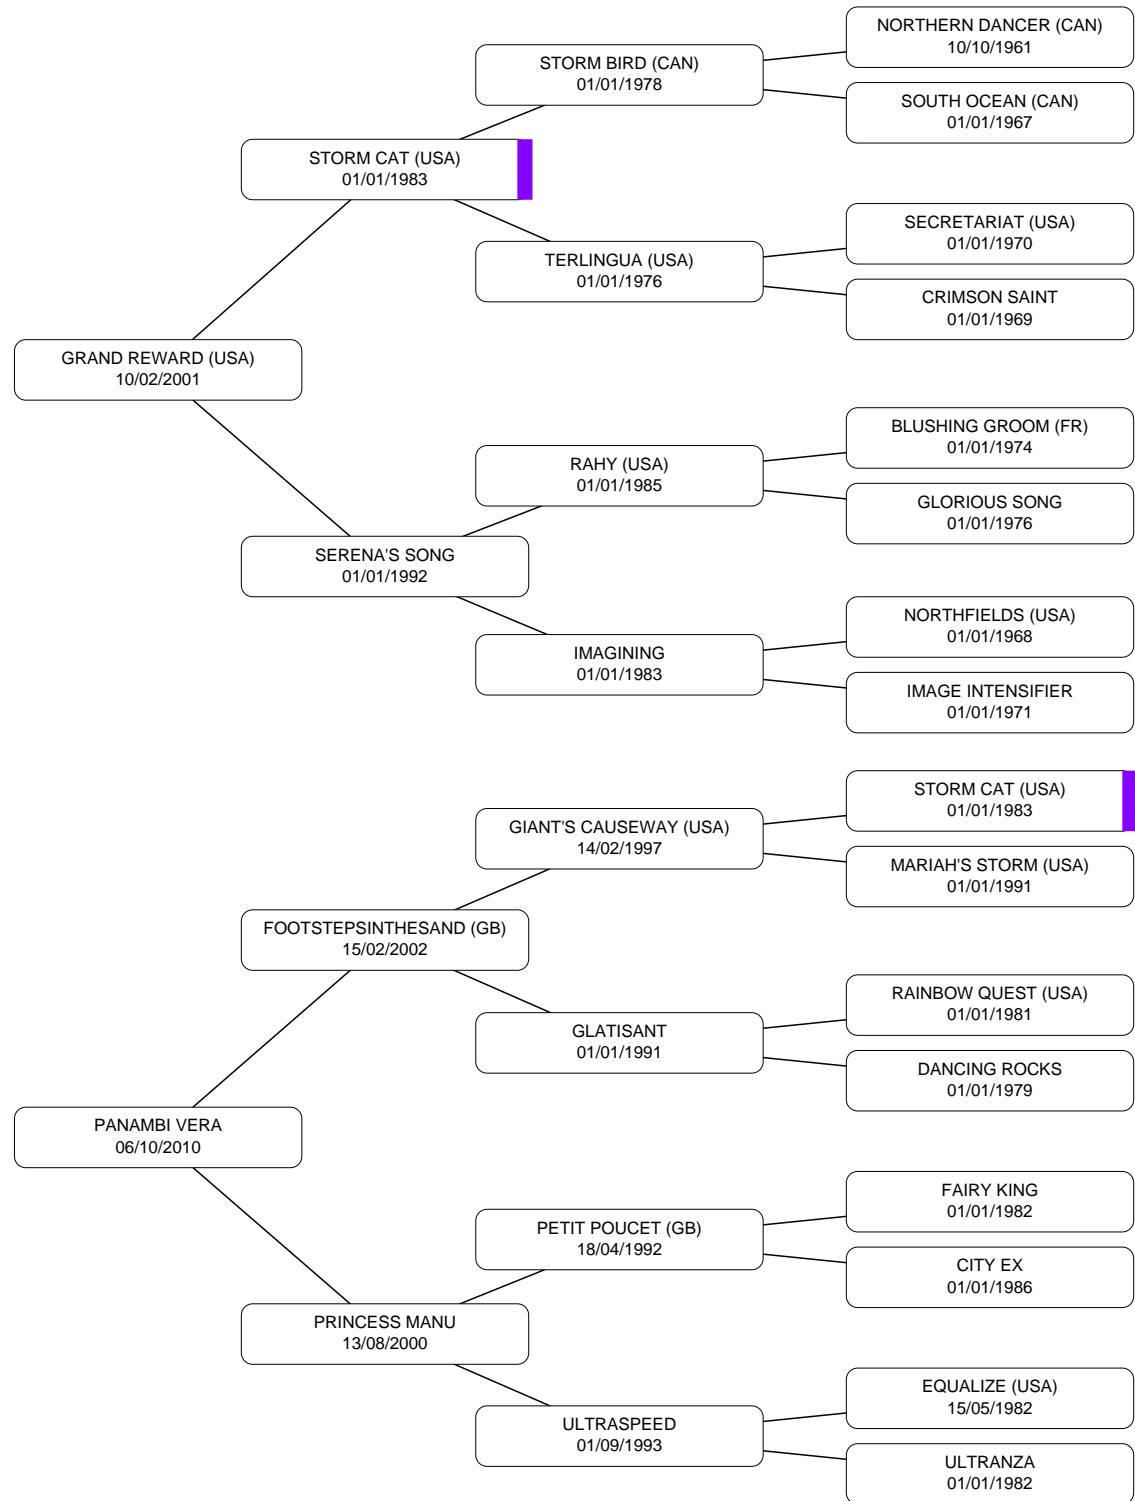 NORTHERN DANCER (CAN)
10/10/1961
STORM BIRD (CAN)
01/01/1978
SOUTH OCEAN (CAN)
01/01/1967
STORM CAT (USA)
01/01/1983
SECRETARIAT (USA)
01/01/1970
TERLINGUA (USA)
01/01/1976
CRIMSON SAINT
01/01/1969
GRAND REWARD (USA)
10/02/2001
BLUSHING GROOM (FR)
01/01/1974
RAHY (USA)
01/01/1985
GLORIOUS SONG
01/01/1976
SERENA'S SONG
01/01/1992
NORTHFIELDS (USA)
01/01/1968
IMAGINING
01/01/1983
IMAGE INTENSIFIER
01/01/1971
STORM CAT (USA)
01/01/1983
GIANT'S CAUSEWAY (USA)
14/02/1997
MARIAH'S STORM (USA)
01/01/1991
FOOTSTEPSINTHESAND (GB)
15/02/2002
RAINBOW QUEST (USA)
01/01/1981
GLATISANT
01/01/1991
DANCING ROCKS
01/01/1979
PANAMBI VERA
06/10/2010
FAIRY KING
01/01/1982
PETIT POUCET (GB)
18/04/1992
CITY EX
01/01/1986
PRINCESS MANU
13/08/2000
EQUALIZE (USA)
15/05/1982
ULTRASPEED
01/09/1993
ULTRANZA
01/01/1982